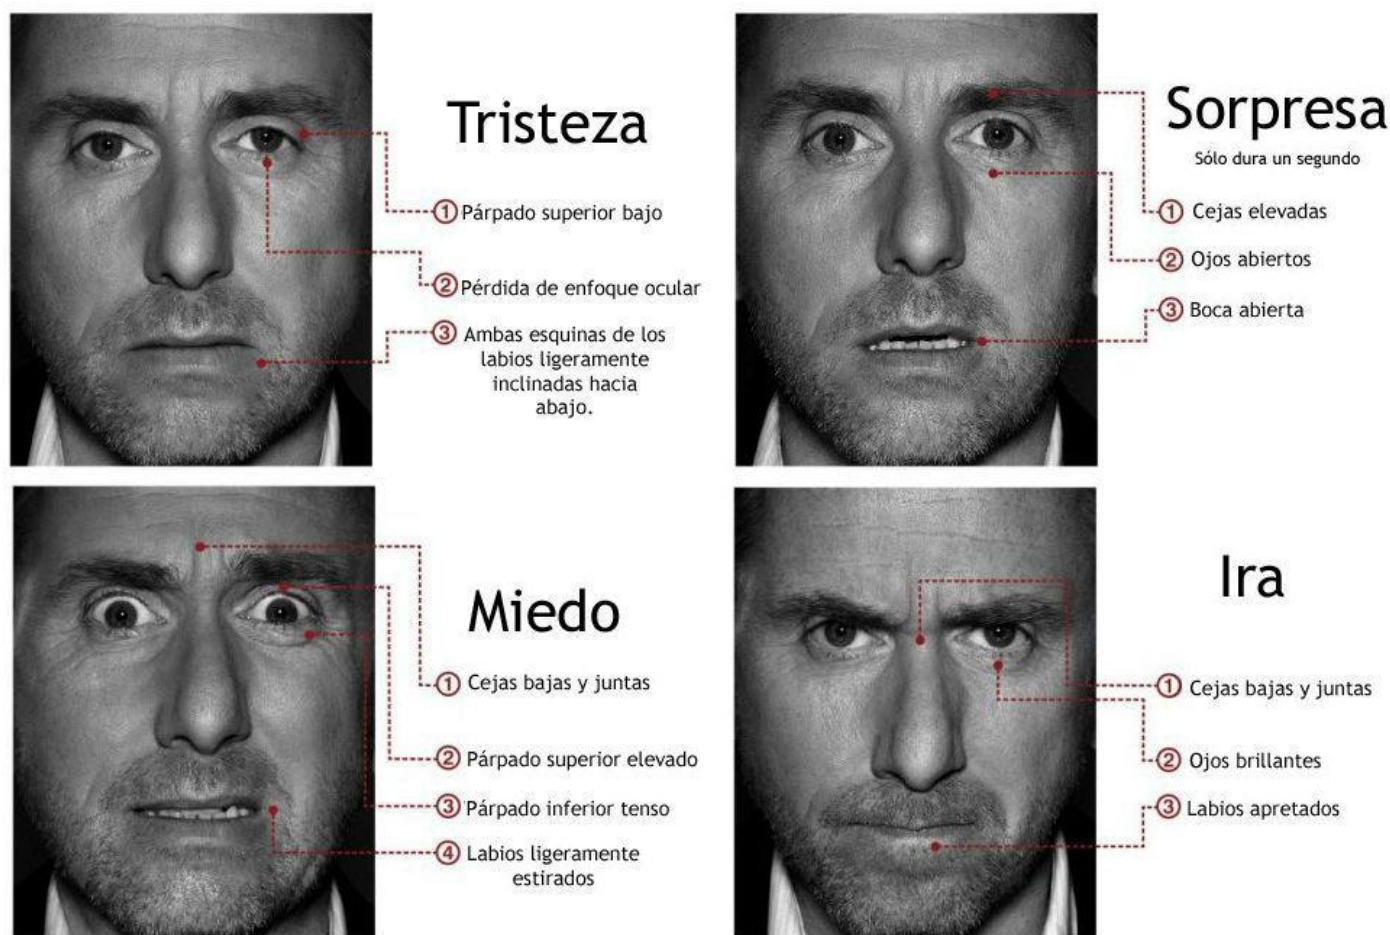 Tristeza
1 Párpado superior bajo
2 Pérdida de enfoque ocular
3 Ambas esquinas de los
labios ligeramente
inclinadas hacia
abajo.
Sorpresa
Sólo dura un segundo
1 Cejas elevadas
2 Ojos abiertos
3 Boca abierta
Miedo
1 Cejas bajas y juntas
2 Párpado superior elevado
3 Párpado inferior tenso
4 Labios ligeramente
estirados
Ira
1 Cejas bajas y juntas
2 Ojos brillantes
3 Labios apretados